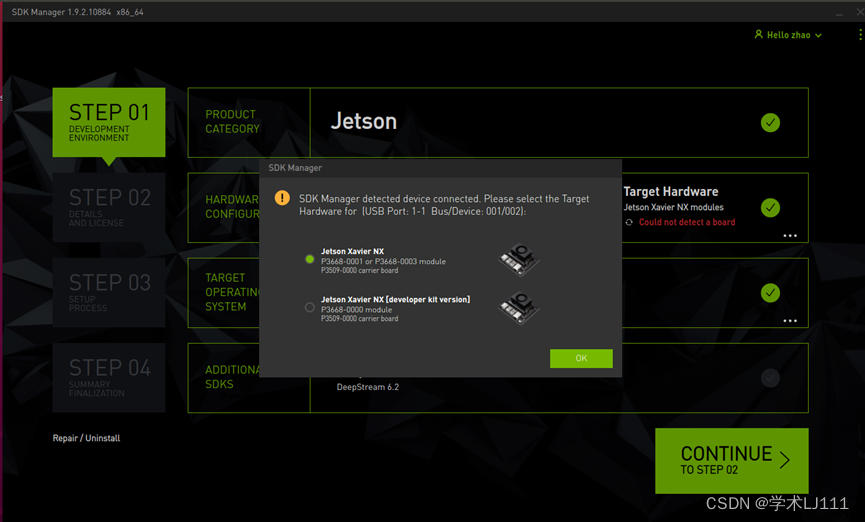 SDK Manager 1.9.2.10884 x86_64
Hello zhao
STEP 01
DEVELOPMENT
ENVIRONMENT
PRODUCT
CATEGORY
Jetson
SDK Manager
SDK Manager detected device connected. Please select the Target
Hardware for (USB Port: 1-1 Bus/Device: 001/002):
Jetson Xavier NX
P3668-0001 or P3668-0003 module
P3509-0000 carrier board
Jetson Xavier NX [developer kit version]
P3668-0000 module
P3509-0000 carrier board
OK
STEP 02
DETAILS
AND LICENSE
HARDWAR
CONFIGUR
Target Hardware
Jetson Xavier NX modules
Could not detect a board
...
STEP 03
SETUP
PROCESS
TARGET
OPERATING
SYSTEM
...
STEP 04
SUMMARY
FINALIZATION
ADDITIONA
SDKS
DeepStream 6.2
Repair / Uninstall
CONTINUE
TO STEP 02
CSDN @学术LJ111